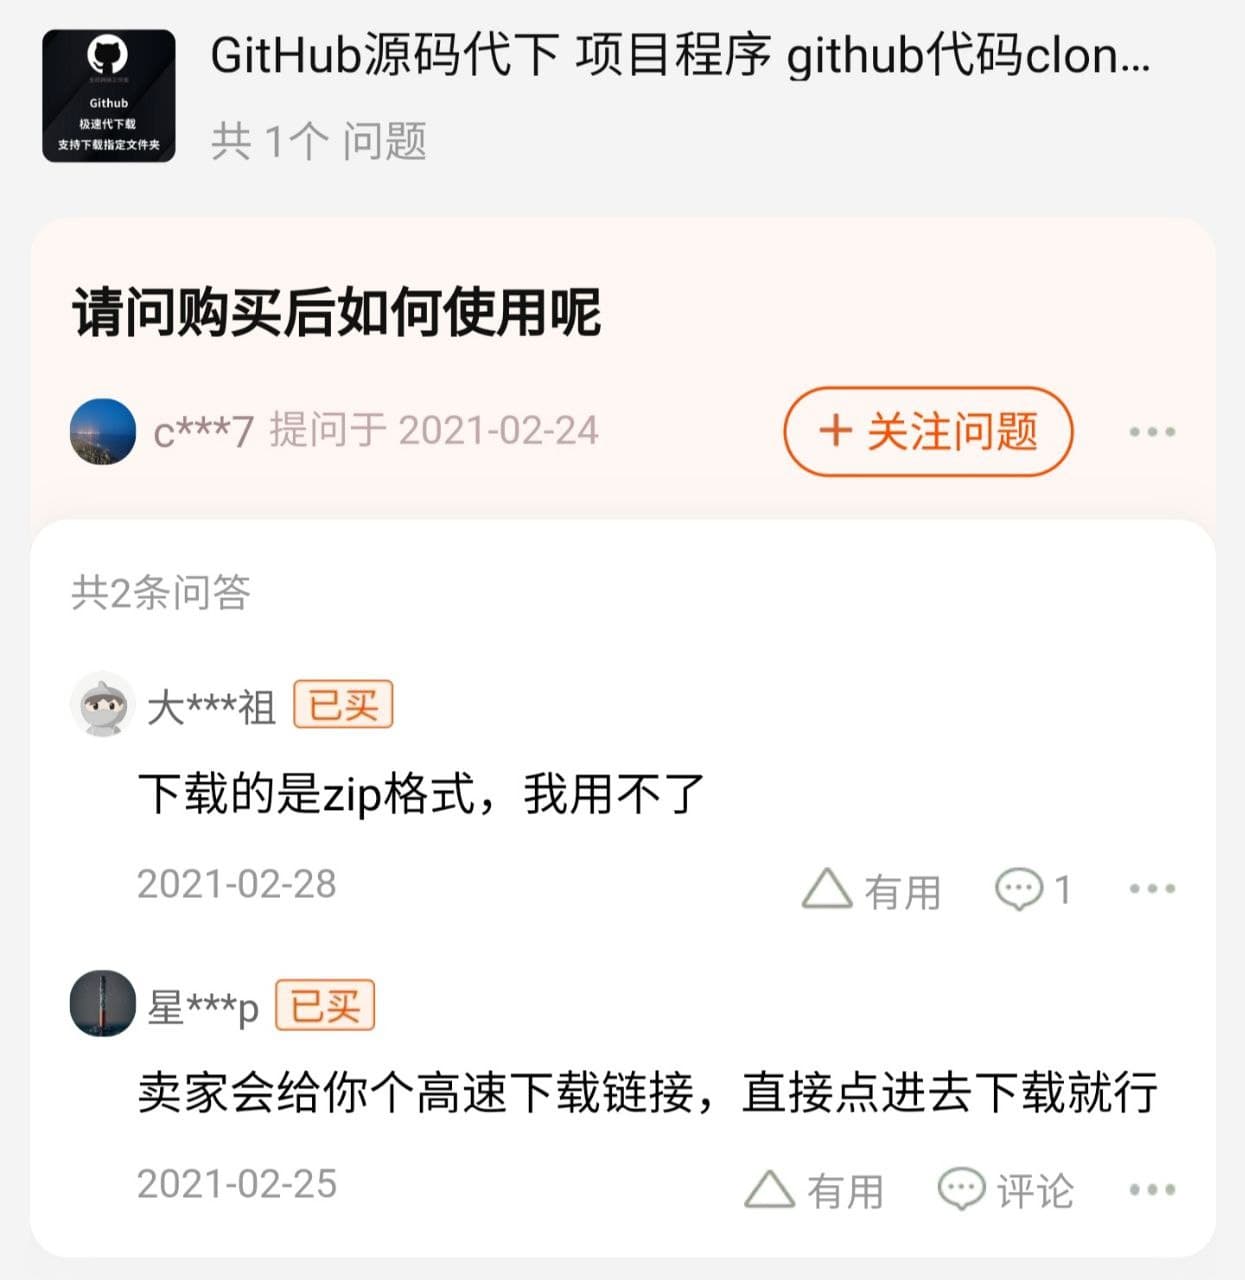 GitHub源码代下 项目程序 github代码clon...
Github
极速代下载
支持下载指定文件夹
共 1个 问题
请问购买后如何使用呢
c***7 提问于 2021-02-24
+ 关注问题
共2条问答
大***祖 已买
下载的是zip格式，我用不了
2021-02-28
有用
1
星***p 已买
卖家会给你个高速下载链接，直接点进去下载就行
2021-02-25
有用
评论